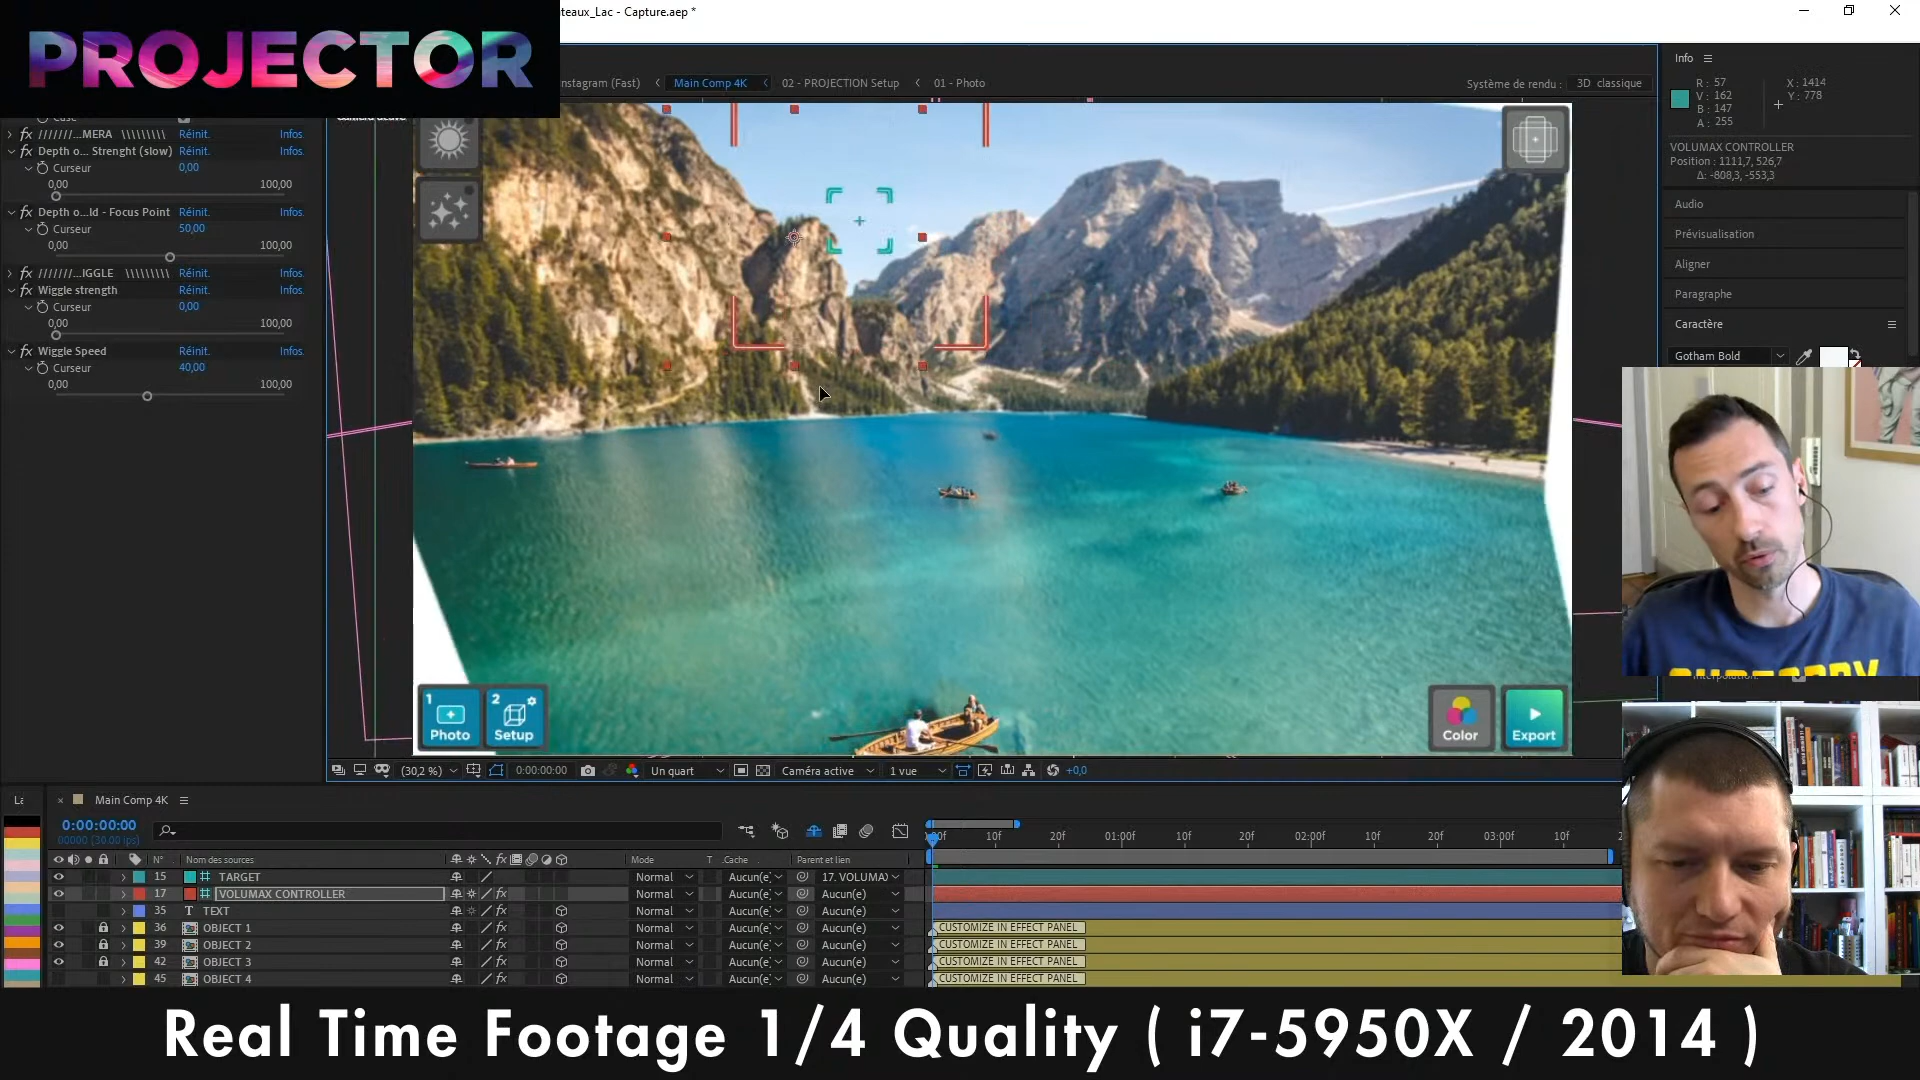 PROJECTOR
teaux_Lac - Capture.aep *
nstagram (Fast)
Main Comp 4K
02 - PROJECTION Setup
01 - Photo
Système de rendu :
3D classique
///////...MERA \\\\\\\\\ Réinit. Infos.
Depth o... Strenght (slow) Réinit. Infos.
Curseur 0,00
0,00 100,00
Depth o...ld - Focus Point Réinit. Infos.
Curseur 50,00
0,00 100,00
///////...IGGLE \\\\\\\\\ Réinit. Infos.
Wiggle strength Réinit. Infos.
Curseur 0,00
0,00 100,00
Wiggle Speed Réinit. Infos.
Curseur 40,00
0,00 100,00
1
Photo
2
Setup
Color
Export
Info
R : 57
V : 162
B : 147
A : 255
X : 1414
Y : 778
VOLUMAX CONTROLLER
Position : 1111,7, 526,7
Δ: -808,3, -553,3
Audio
Prévisualisation
Aligner
Paragraphe
Caractère
Gotham Bold
(30,2 %) 0:00:00:00 Un quart Caméra active 1 vue +0,0
Main Comp 4K
0:00:00:00
00000 (30.00 ips)
10f 20f 01:00f 10f 20f 02:00f 10f 20f 03:00f 10f
N° Nom des sources Mode T .Cache Parent et lien
15 TARGET Normal Aucun(e) 17. VOLUMA
17 VOLUMAX CONTROLLER Normal Aucun(e) Aucun(e)
35 T TEXT Normal Aucun(e) Aucun(e)
36 OBJECT 1 Normal Aucun(e) Aucun(e) CUSTOMIZE IN EFFECT PANEL
39 OBJECT 2 Normal Aucun(e) Aucun(e) CUSTOMIZE IN EFFECT PANEL
42 OBJECT 3 Normal Aucun(e) Aucun(e) CUSTOMIZE IN EFFECT PANEL
45 OBJECT 4 Normal Aucun(e) Aucun(e) CUSTOMIZE IN EFFECT PANEL
Real Time Footage 1/4 Quality ( i7-5950X / 2014 )